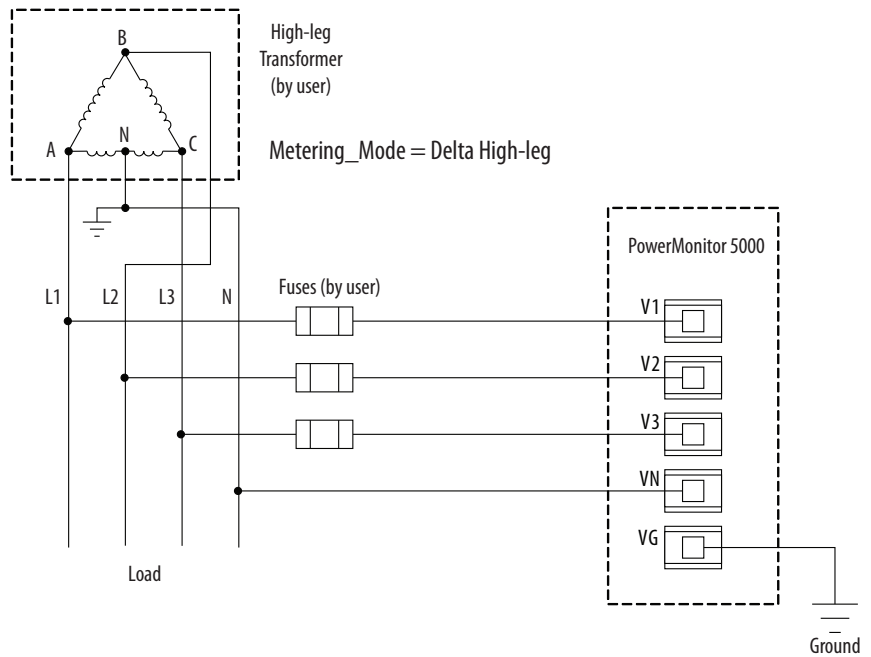 B
High-leg
Transformer
(by user)
A
N
C
Metering_Mode = Delta High-leg
PowerMonitor 5000
L1
L2
L3
N
Fuses (by user)
V1
V2
V3
VN
VG
Load
Ground